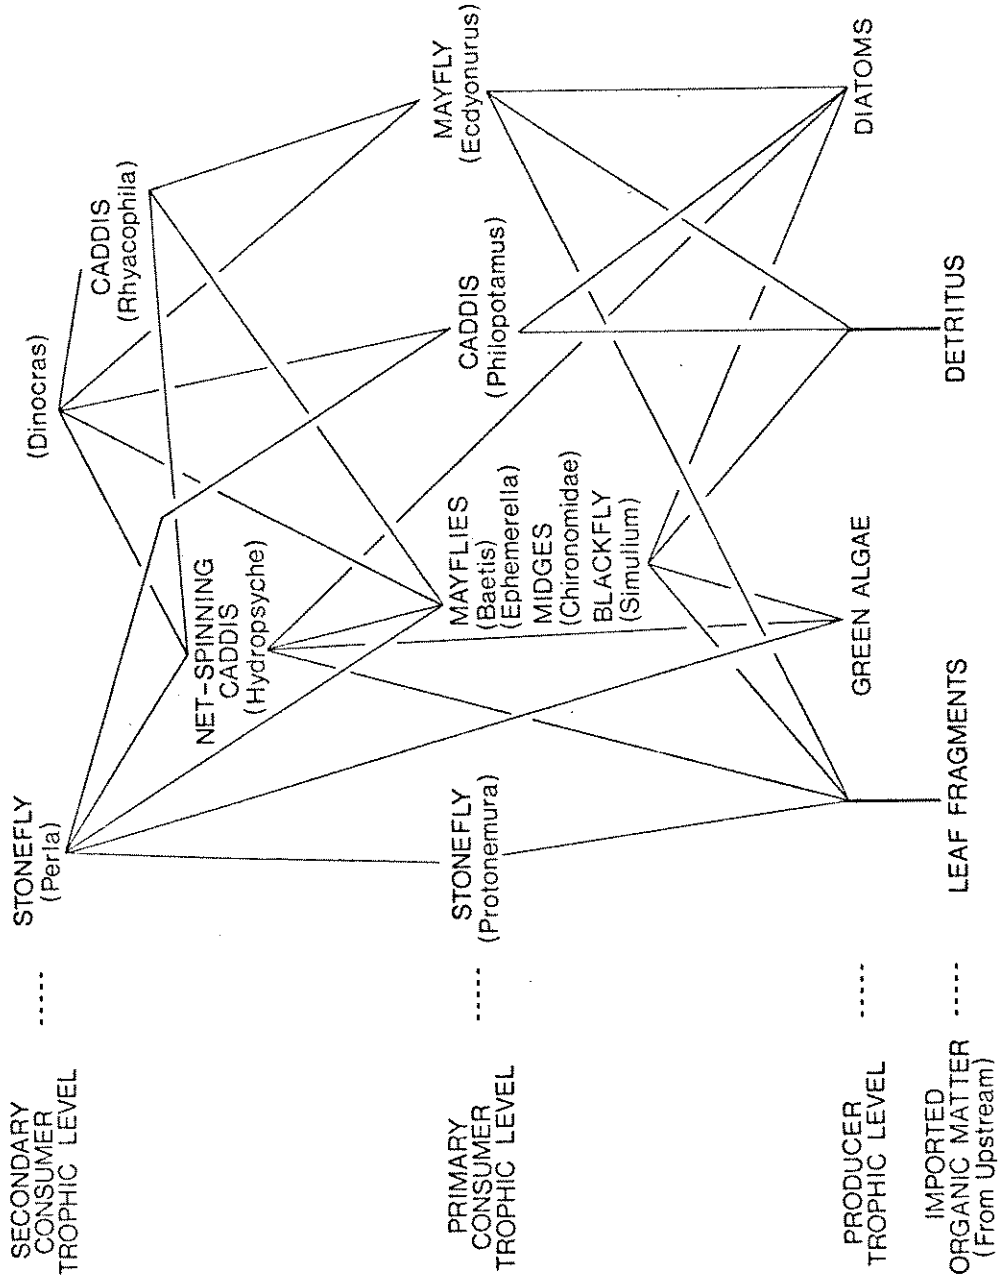 SECONDARY
CONSUMER
TROPHIC LEVEL
-----
STONEFLY
(Perla)
(Dinocras)
CADDIS
(Rhyacophila)
NET-SPINNING
CADDIS
(Hydropsyche)
PRIMARY
CONSUMER
TROPHIC LEVEL
-----
STONEFLY
(Protonemura)
MAYFLIES
(Baetis)
(Ephemerella)
MIDGES
(Chironomidae)
BLACKFLY
(Simulium)
CADDIS
(Philopotamus)
MAYFLY
(Ecdyonurus)
PRODUCER
TROPHIC LEVEL
-----
GREEN ALGAE
DIATOMS
IMPORTED
ORGANIC MATTER
(From Upstream)
-----
LEAF FRAGMENTS
DETRITUS